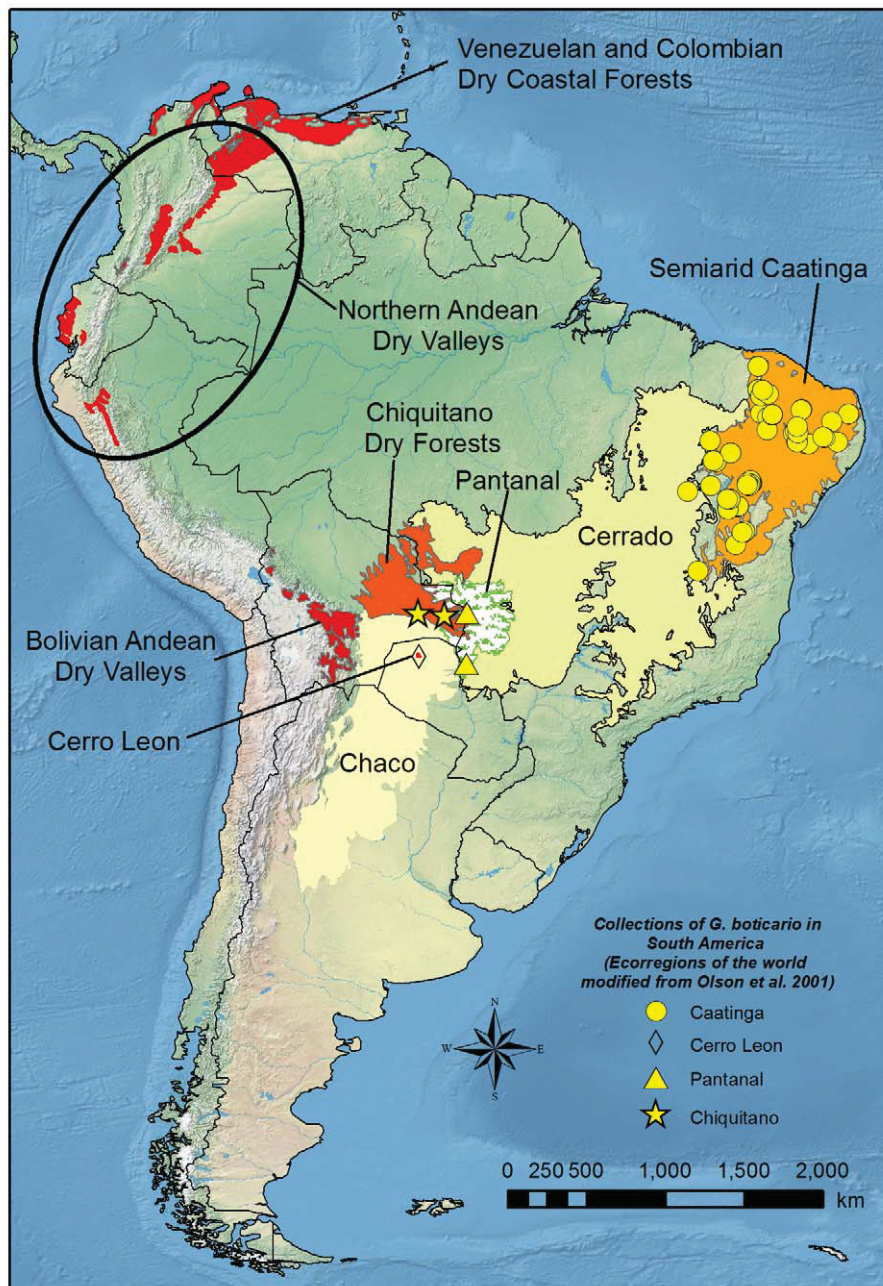 Venezuelan and Colombian
Dry Coastal Forests
Semiarid Caatinga
Northern Andean
Dry Valleys
Chiquitano
Dry Forests
Pantanal
Cerrado
Bolivian Andean
Dry Valleys
Cerro Leon
Chaco
Collections of G. boticario in
South America
(Ecorregions of the world
modified from Olson et al. 2001)
Caatinga
Cerro Leon
Pantanal
Chiquitano
N
W
E
S
0 250 500 1,000 1,500 2,000
km